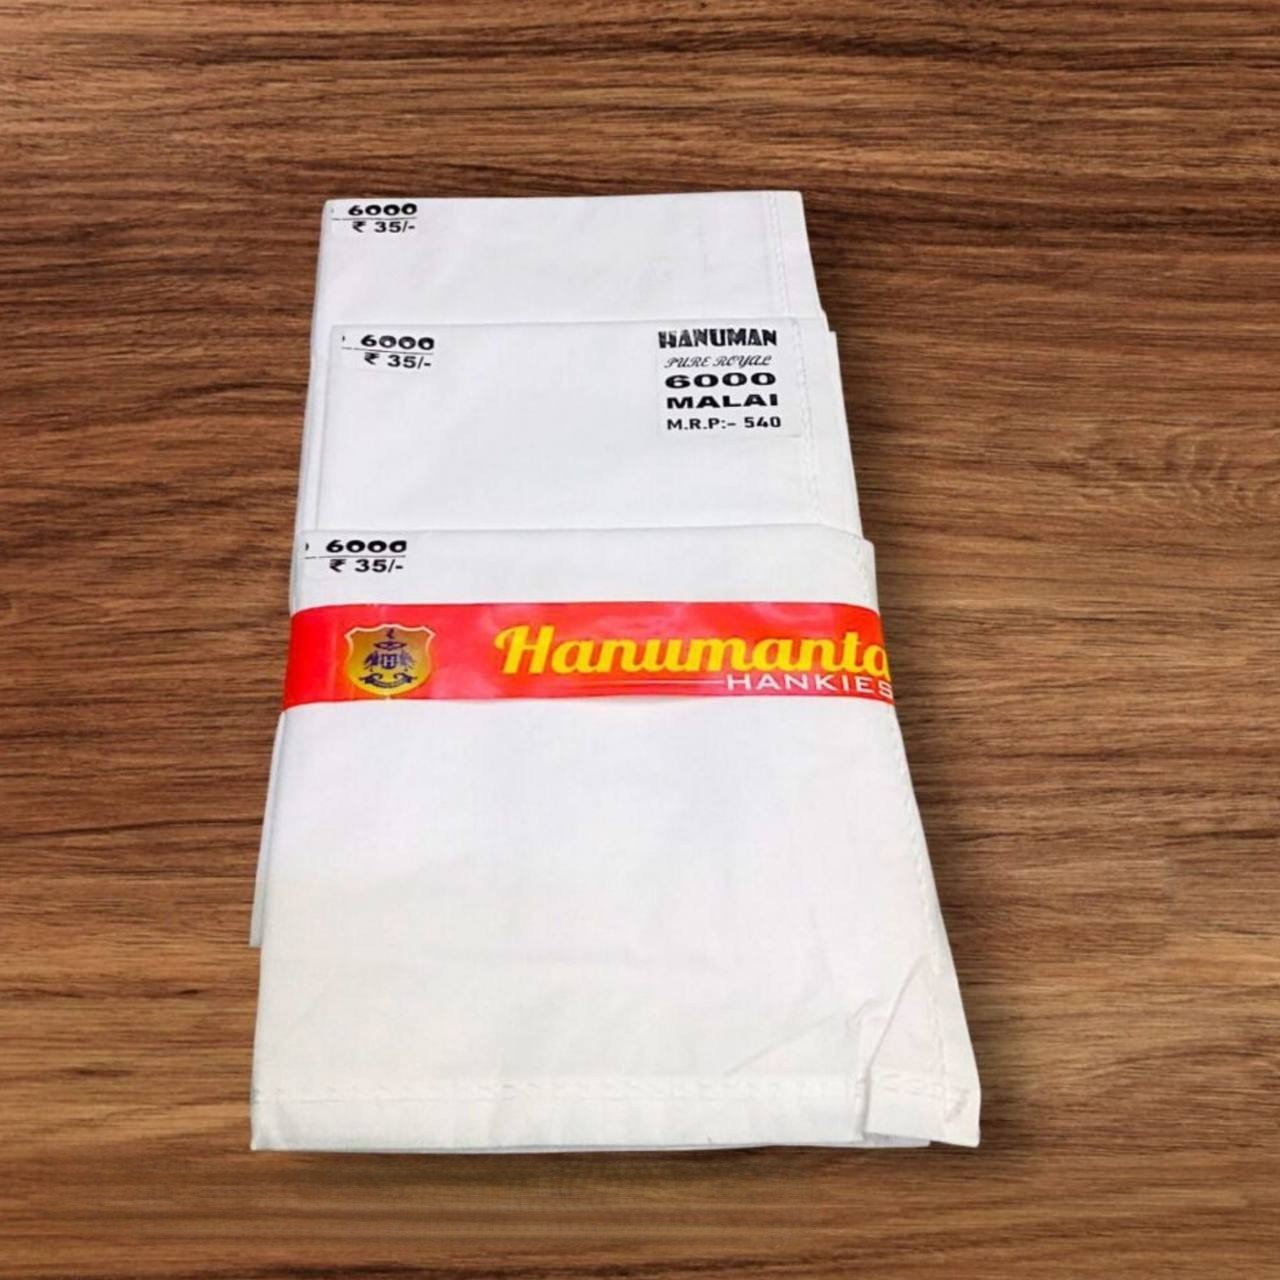 6000
₹ 35/-
6000
₹ 35/-
HANUMAN
PURE ROYAL
6000
MALAI
M.R.P:- 540
6000
₹ 35/-
Hanumanta
HANKIES